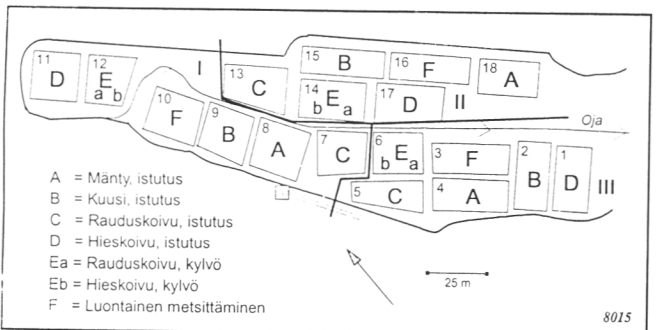 11
D
12
E
a b
I
13
C
15
B
16
F
18
A
14
E
b a
17
D
II
Oja
10
F
9
B
8
A
7
C
6
E
b a
3
F
2
B
1
D
III
5
C
4
A
A = Mänty, istutus
B = Kuusi, istutus
C = Rauduskoivu, istutus
D = Hieskoivu, istutus
Ea = Rauduskoivu, kylvö
Eb = Hieskoivu, kylvö
F = Luontainen metsittäminen
25 m
8015